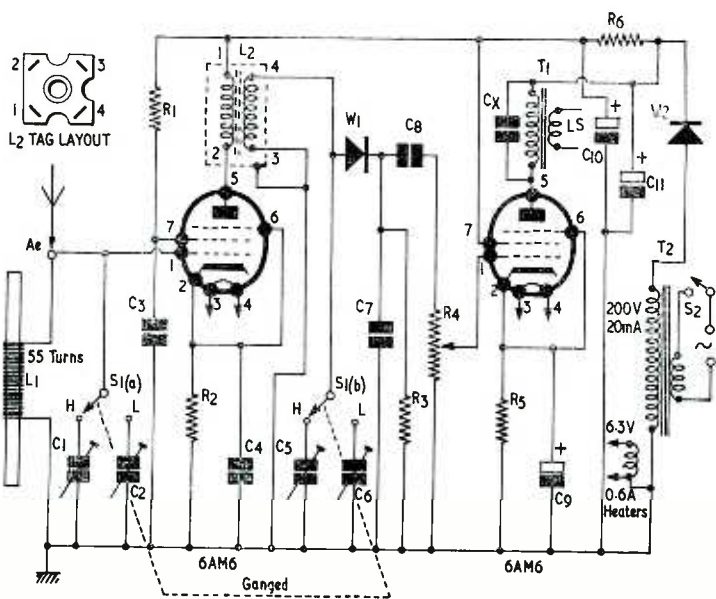 L2
1
4
2
3
2
3
1
4
L2 TAG LAYOUT
R1
R6
T1
CX
LS
C10
C11
W1
W2
C8
5
7
6
1
2
3
4
5
7
6
1
2
3
4
Ae
T2
200V
20mA
S2
~
C3
C7
R4
55 Turns
L1
S1(a)
H
L
S1(b)
H
L
R2
R3
R5
C1
C2
C4
C5
C6
C9
6.3V
0.6A
Heaters
6AM6
6AM6
Ganged